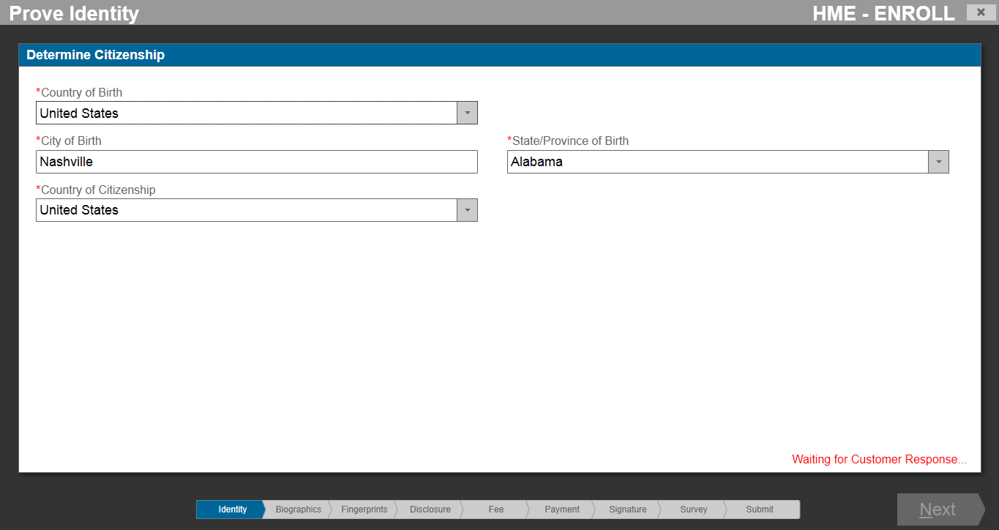 Prove Identity
HME - ENROLL
Determine Citizenship
*Country of Birth
United States
*City of Birth
*State/Province of Birth
Nashville
Alabama
*Country of Citizenship
United States
Waiting for Customer Response...
Identity
Biographics
Fingerprints
Disclosure
Fee
Payment
Signature
Survey
Submit
Next